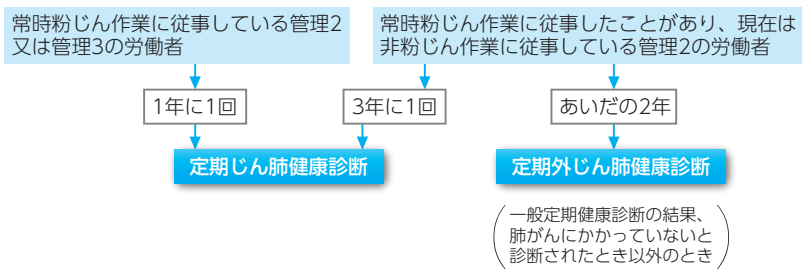 常時粉じん作業に従事している管理2
又は管理3の労働者
常時粉じん作業に従事したことがあり、現在は
非粉じん作業に従事している管理2の労働者
1年に1回
3年に1回
あいだの2年
定期じん肺健康診断
定期外じん肺健康診断
一般定期健康診断の結果、
肺がんにかかっていないと
診断されたとき以外のとき